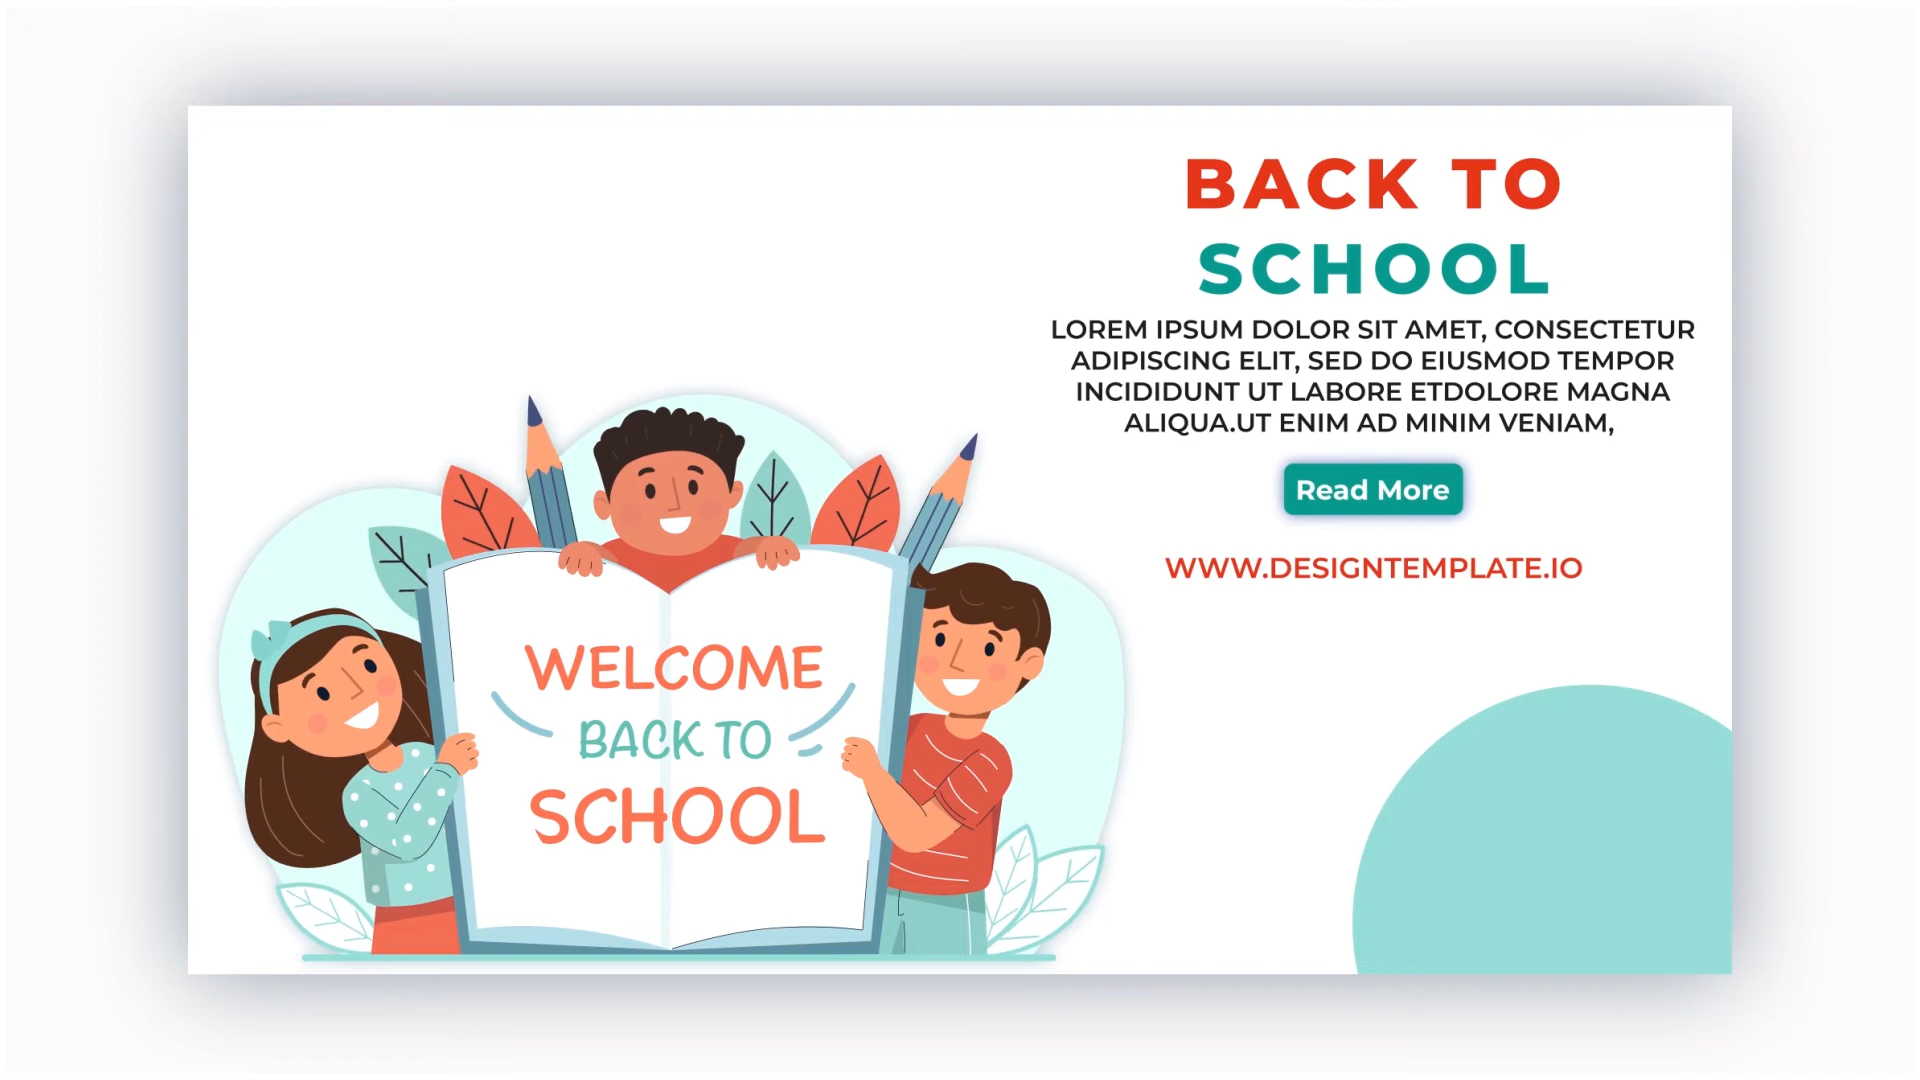 BACK TO
SCHOOL
LOREM IPSUM DOLOR SIT AMET, CONSECTETUR
ADIPISCING ELIT, SED DO EIUSMOD TEMPOR
INCIDIDUNT UT LABORE ETDOLORE MAGNA
ALIQUA.UT ENIM AD MINIM VENIAM,
Read More
WWW.DESIGNTEMPLATE.IO
WELCOME
BACK TO
SCHOOL